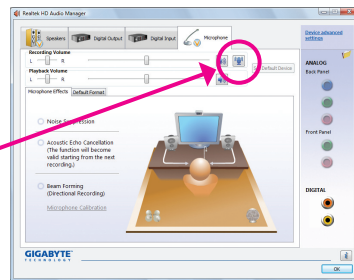 Realtek HD Audio Manager
Speakers
Digital Output
Digital Input
Microphone
Device advanced
settings
Recording Volume
L
R
Set Default Device
Playback Volume
L
R
Microphone Effects
Default Format
Noise Suppression
Acoustic Echo Cancellation
(The function will become
valid starting from the next
recording.)
Beam Forming
(Directional Recording)
Microphone Calibration
ANALOG
Back Panel
Front Panel
DIGITAL
GIGABYTE
TECHNOLOGY
OK